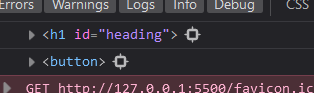 Errors Warnings Logs Info Debug CSS
<h1 id="heading">
<button>
GET http://127.0.0.1:5500/favicon.ic